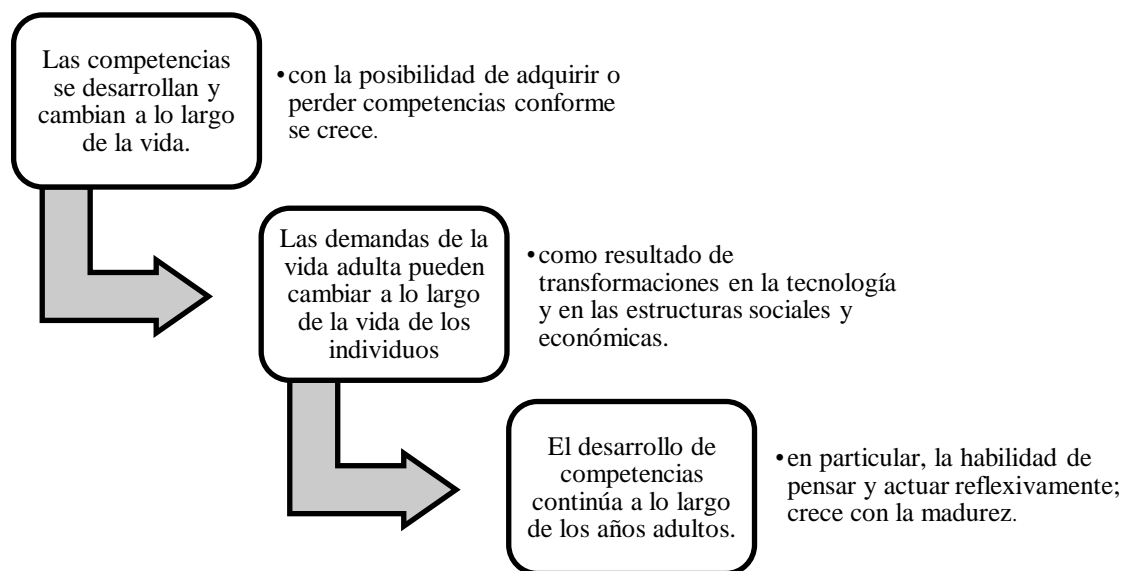 Las competencias
se desarrollan y
cambian a lo largo
de la vida.
•con la posibilidad de adquirir o
perder competencias conforme
se crece.
Las demandas de la
vida adulta pueden
cambiar a lo largo
de la vida de los
individuos
•como resultado de
transformaciones en la tecnología
y en las estructuras sociales y
económicas.
El desarrollo de
competencias
continúa a lo largo
de los años adultos.
•en particular, la habilidad de
pensar y actuar reflexivamente;
crece con la madurez.